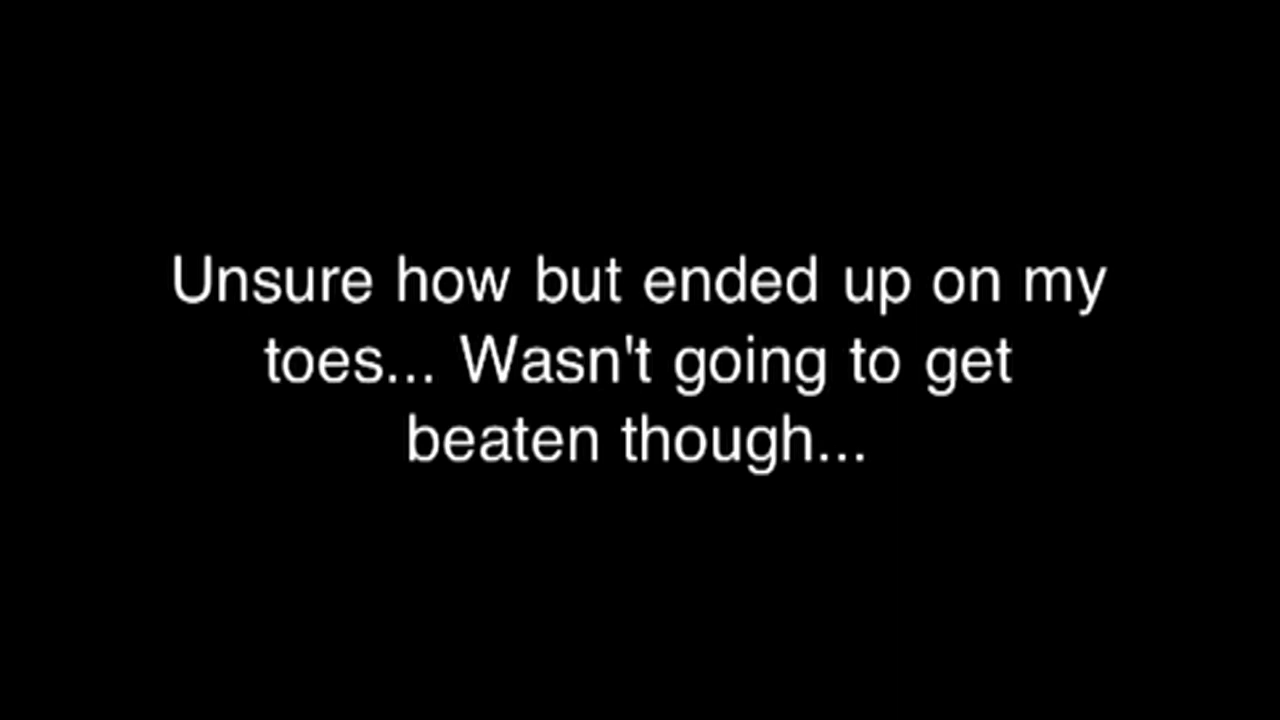 Unsure how but ended up on my
toes... Wasn't going to get
beaten though...